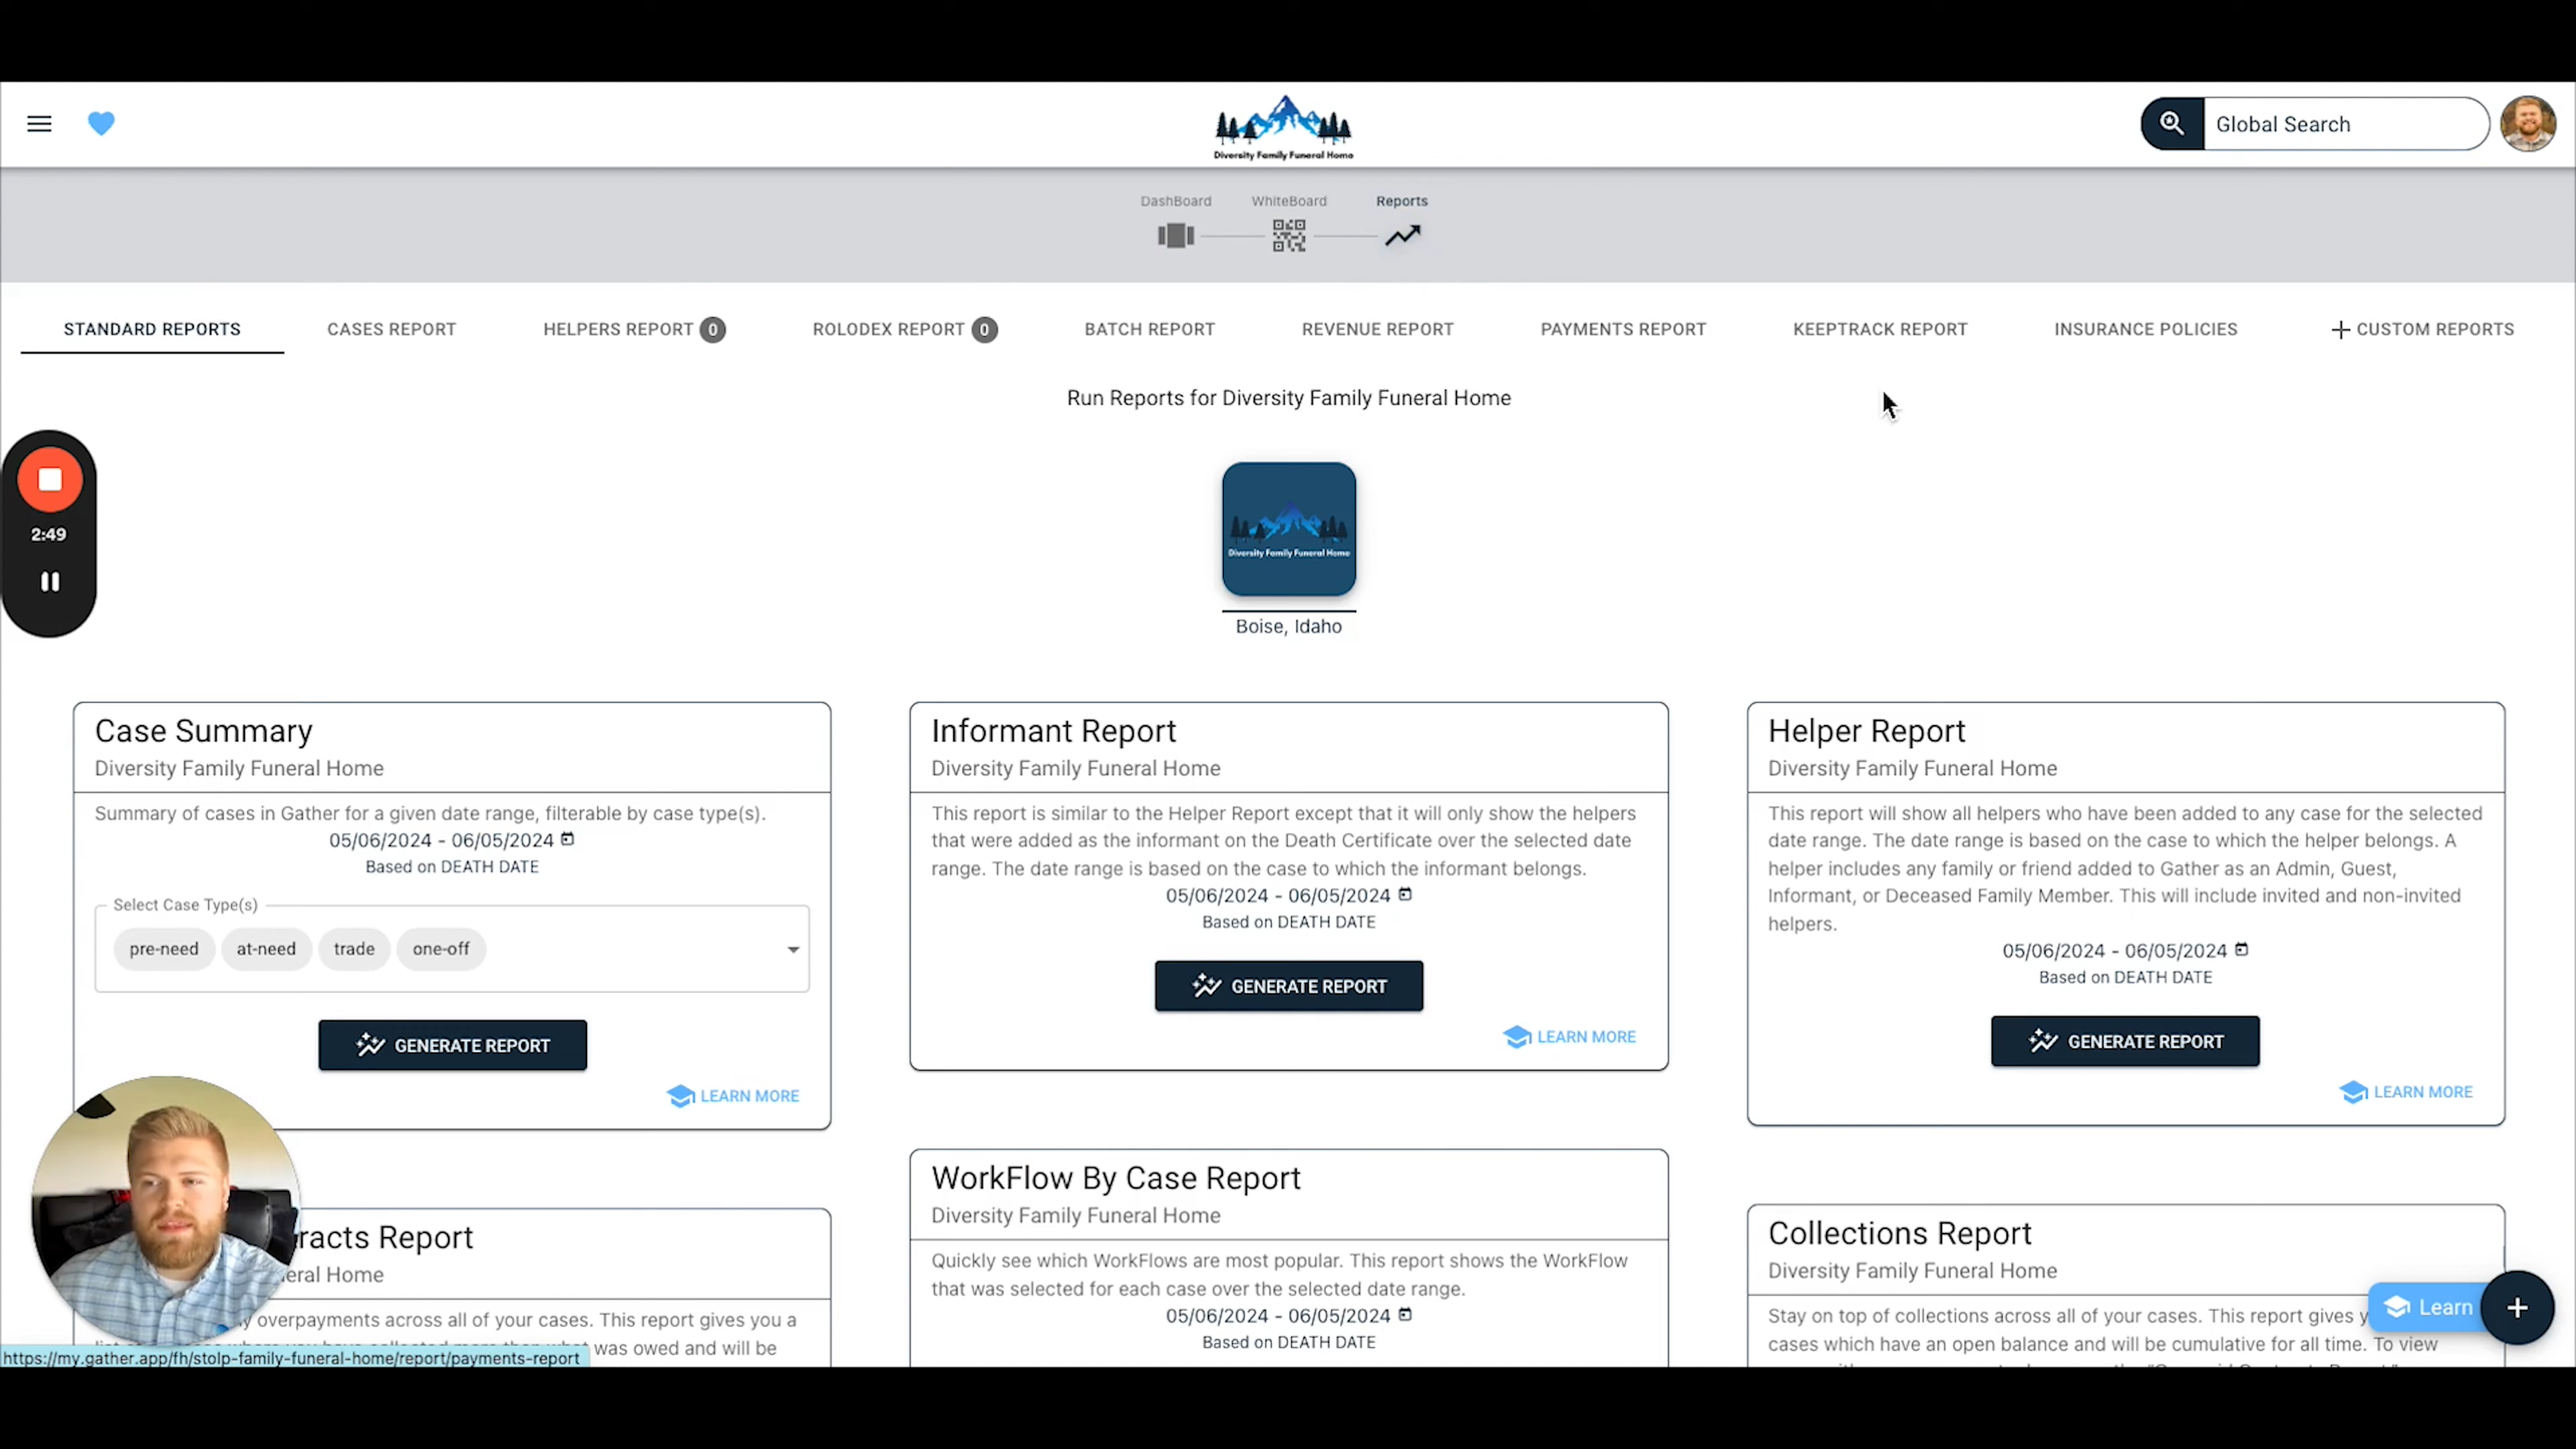 Diversity Family Funeral Home
Global Search
DashBoard
WhiteBoard
Reports
STANDARD REPORTS
CASES REPORT
HELPERS REPORT 0
ROLODEX REPORT 0
BATCH REPORT
REVENUE REPORT
PAYMENTS REPORT
KEEPTRACK REPORT
INSURANCE POLICIES
+ CUSTOM REPORTS
Run Reports for Diversity Family Funeral Home
Diversity Family Funeral Home
Boise, Idaho
2:49
Case Summary
Diversity Family Funeral Home
Summary of cases in Gather for a given date range, filterable by case type(s).
05/06/2024 - 06/05/2024
Based on DEATH DATE
Select Case Type(s)
pre-need at-need trade one-off
GENERATE REPORT
LEARN MORE
Informant Report
Diversity Family Funeral Home
This report is similar to the Helper Report except that it will only show the helpers
that were added as the informant on the Death Certificate over the selected date
range. The date range is based on the case to which the informant belongs.
05/06/2024 - 06/05/2024
Based on DEATH DATE
GENERATE REPORT
LEARN MORE
Helper Report
Diversity Family Funeral Home
This report will show all helpers who have been added to any case for the selected
date range. The date range is based on the case to which the helper belongs. A
helper includes any family or friend added to Gather as an Admin, Guest,
Informant, or Deceased Family Member. This will include invited and non-invited
helpers.
05/06/2024 - 06/05/2024
Based on DEATH DATE
GENERATE REPORT
LEARN MORE
racts Report
eral Home
y overpayments across all of your cases. This report gives you a
was owed and will be
WorkFlow By Case Report
Diversity Family Funeral Home
Quickly see which WorkFlows are most popular. This report shows the WorkFlow
that was selected for each case over the selected date range.
05/06/2024 - 06/05/2024
Based on DEATH DATE
Collections Report
Diversity Family Funeral Home
Stay on top of collections across all of your cases. This report gives y
cases which have an open balance and will be cumulative for all time. To view
Learn
https://my.gather.app/fh/stolp-family-funeral-home/report/payments-report